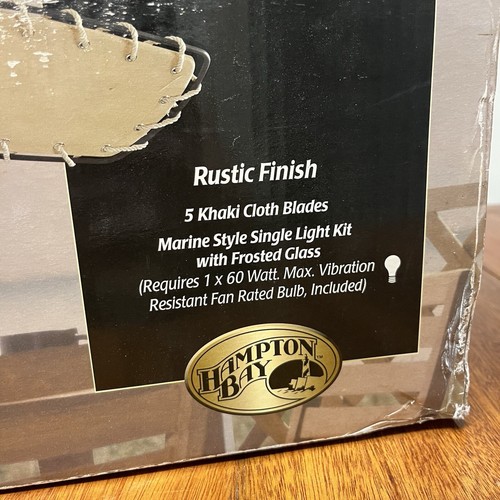 Rustic Finish
5 Khaki Cloth Blades
Marine Style Single Light Kit
with Frosted Glass
(Requires 1 x 60 Watt. Max. Vibration
Resistant Fan Rated Bulb, Included)
HAMPTON
BAY